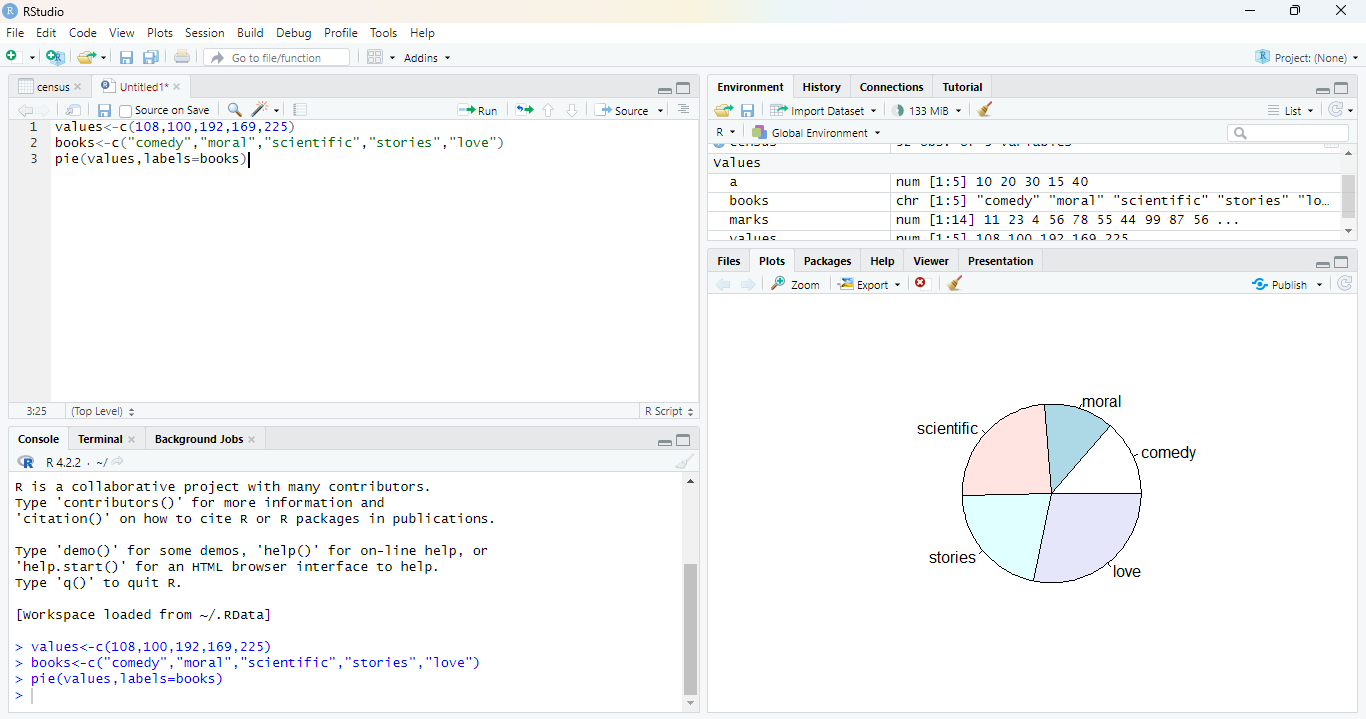 RStudio
File Edit Code View Plots Session Build Debug Profile Tools Help
Go to file/function Addins Project: (None)
census Untitled1*
Source on Save Run Source
1 values<-c(108,100,192,169,225)
2 books<-c("comedy","moral","scientific","stories","love")
3 pie(values,labels=books)
3:25 (Top Level) R Script
Console Terminal Background Jobs
R 4.2.2 · ~/
R is a collaborative project with many contributors.
Type 'contributors()' for more information and
'citation()' on how to cite R or R packages in publications.
Type 'demo()' for some demos, 'help()' for on-line help, or
'help.start()' for an HTML browser interface to help.
Type 'q()' to quit R.
[Workspace loaded from ~/.RData]
> values<-c(108,100,192,169,225)
> books<-c("comedy","moral","scientific","stories","love")
> pie(values,labels=books)
>
Environment History Connections Tutorial
Import Dataset 133 MiB List
R Global Environment
Values
a num [1:5] 10 20 30 15 40
books chr [1:5] "comedy" "moral" "scientific" "stories" "lo…
marks num [1:14] 11 23 4 56 78 55 44 99 87 56 ...
values num [1:5] 108 100 192 169 225
Files Plots Packages Help Viewer Presentation
Zoom Export Publish
moral
scientific
comedy
stories
love